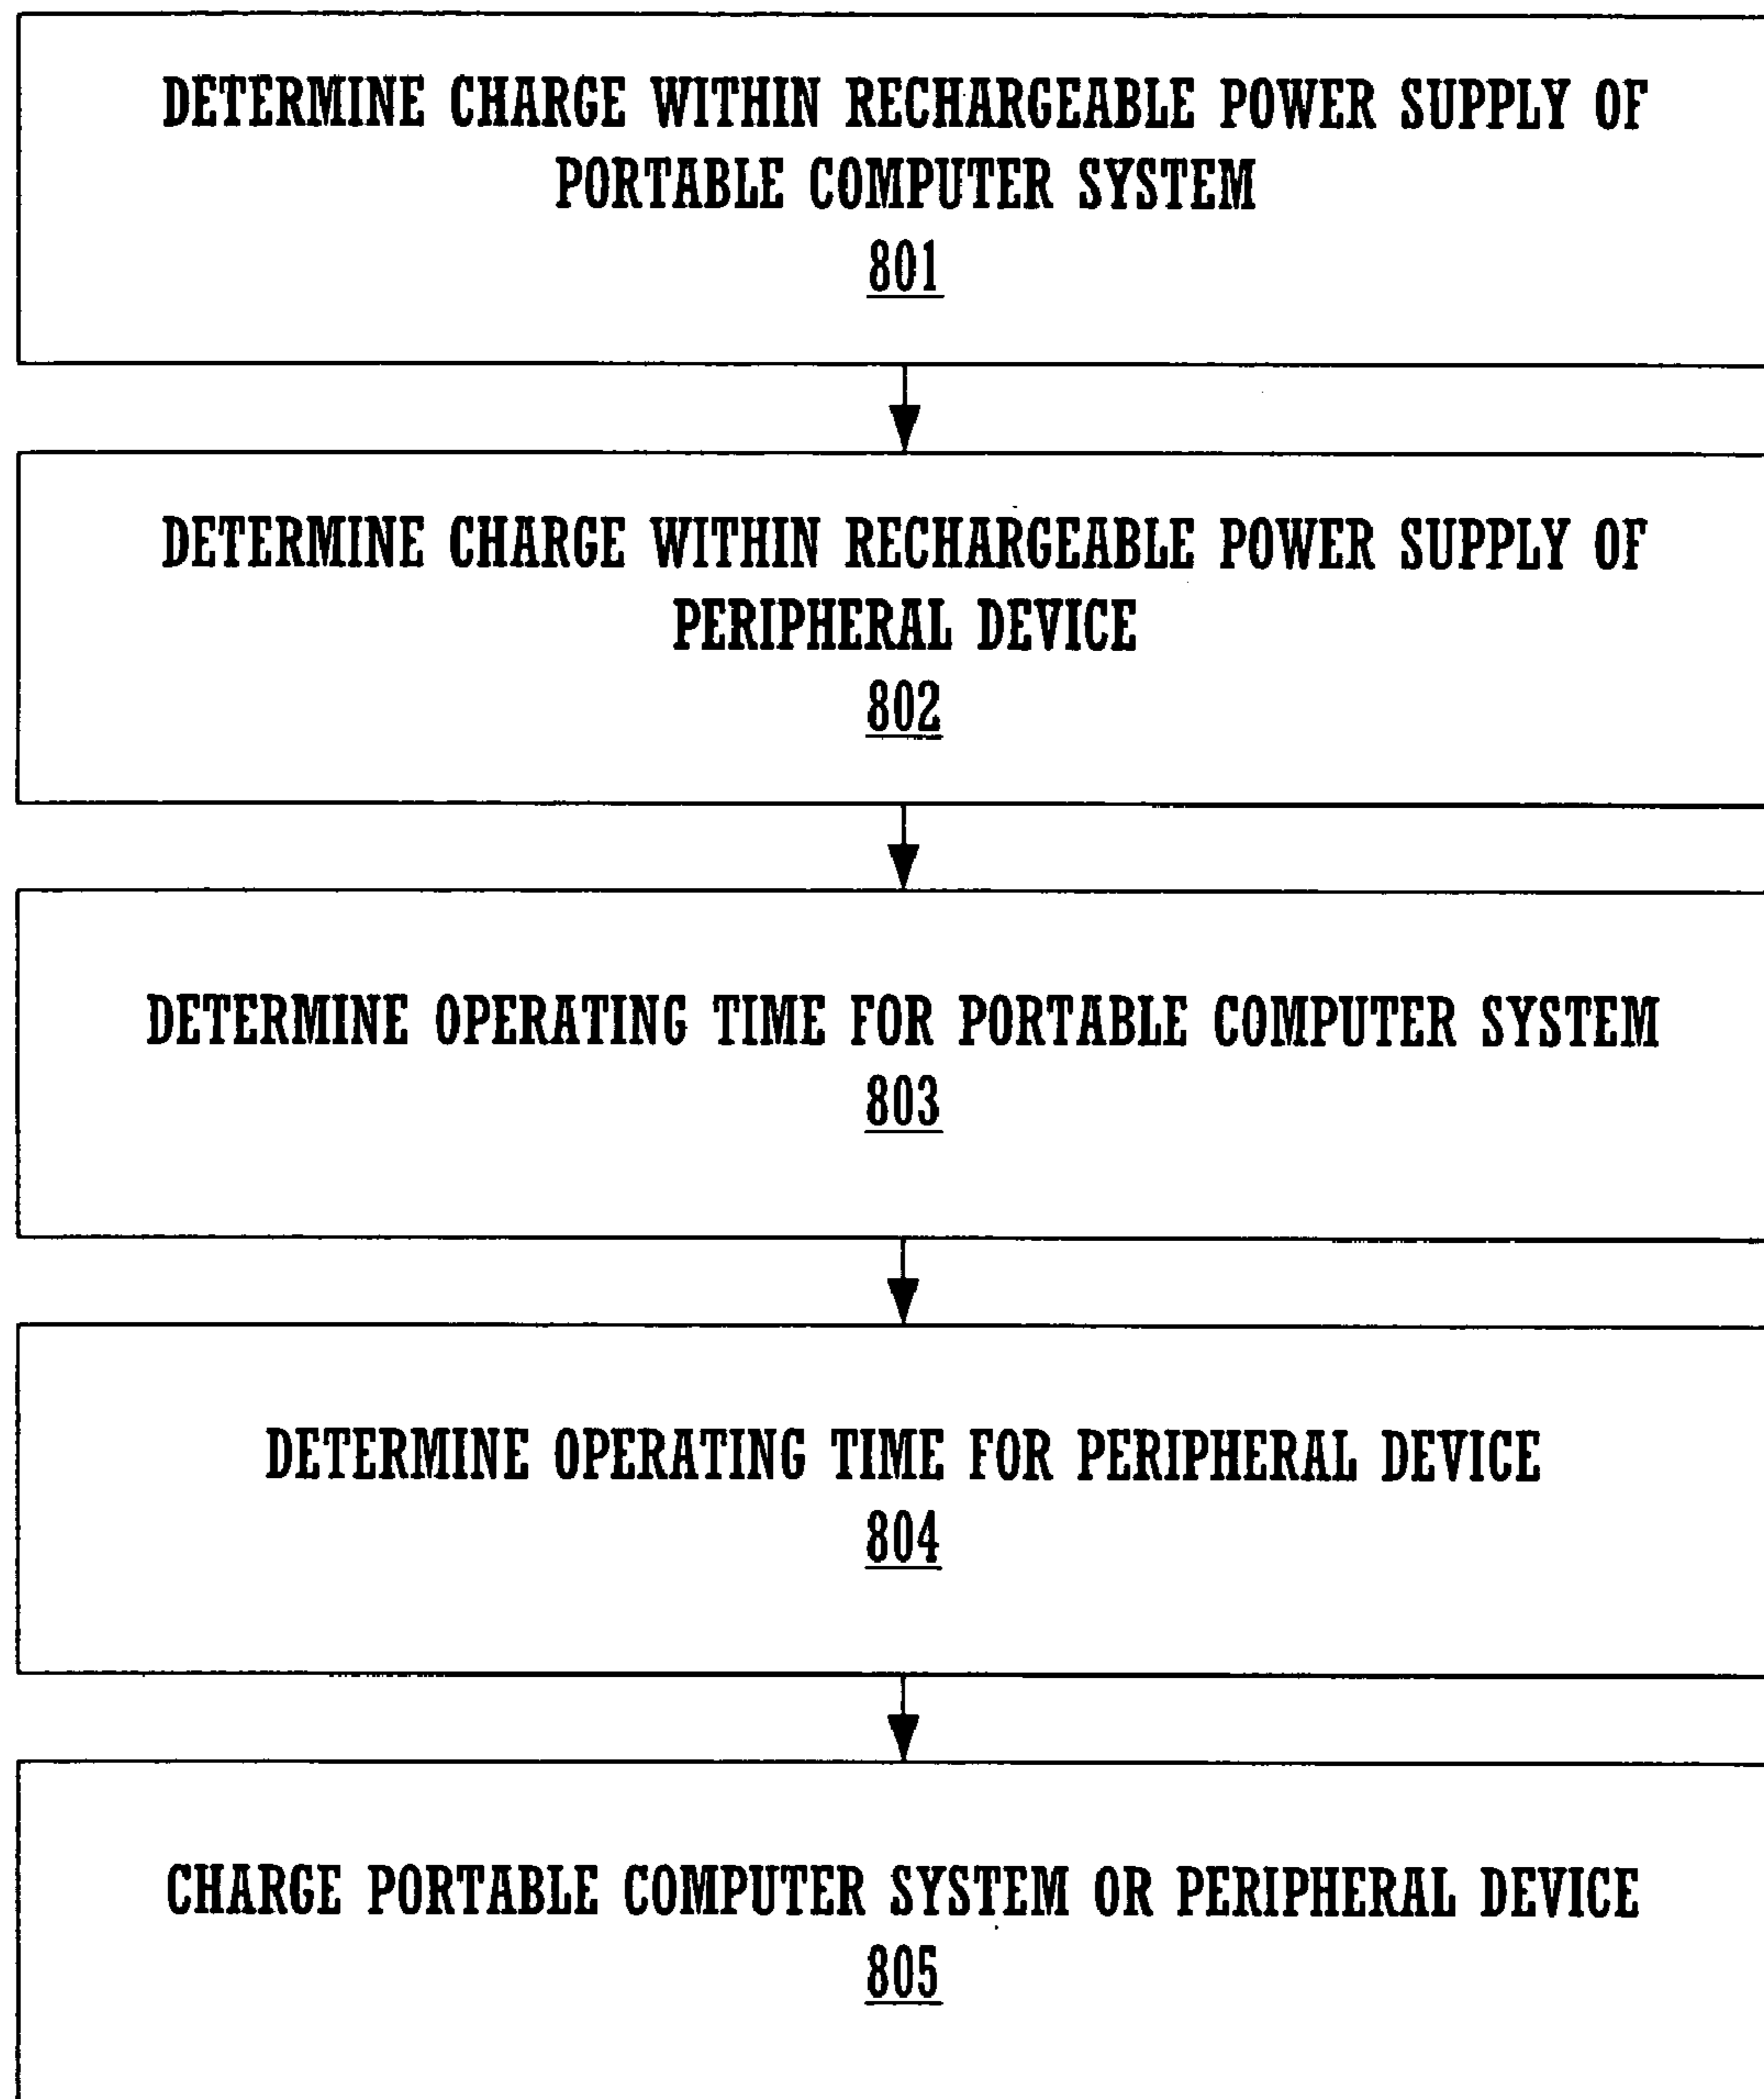 DETERMINE CHARGE WITHIN RECHARGEABLE POWER SUPPLY OF
PORTABLE COMPUTER SYSTEM
801
DETERMINE CHARGE WITHIN RECHARGEABLE POWER SUPPLY OF
PERIPHERAL DEVICE
802
DETERMINE OPERATING TIME FOR PORTABLE COMPUTER SYSTEM
803
DETERMINE OPERATING TIME FOR PERIPHERAL DEVICE
804
CHARGE PORTABLE COMPUTER SYSTEM OR PERIPHERAL DEVICE
805